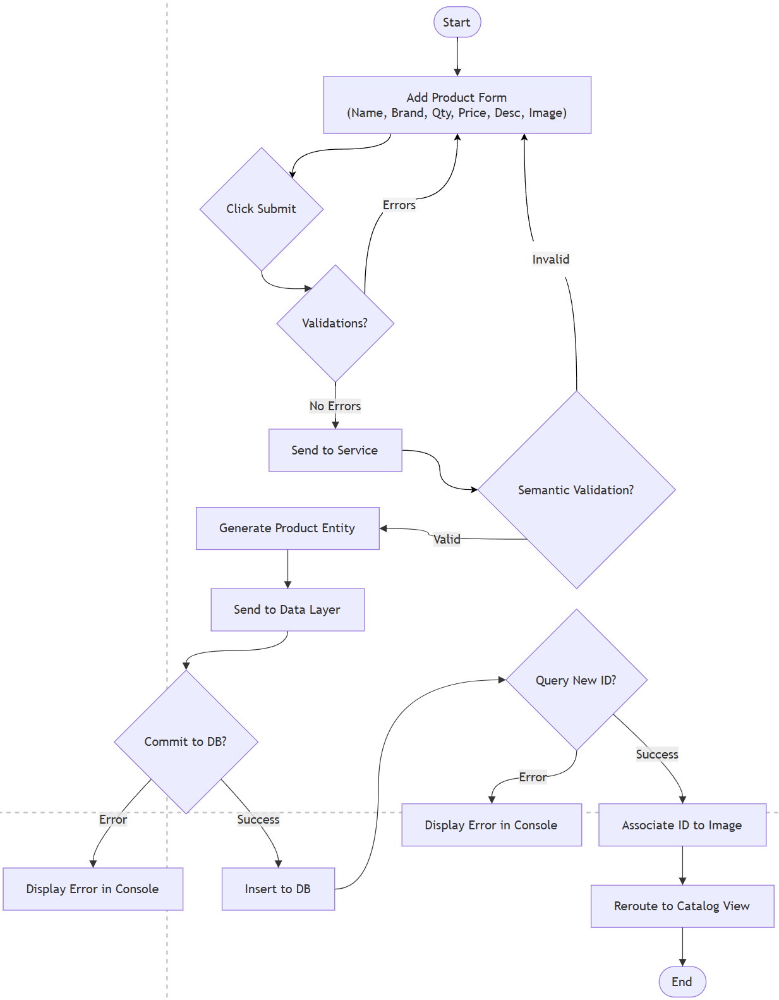 Start
Add Product Form
(Name, Brand, Qty, Price, Desc, Image)
Click Submit
Errors
Invalid
Validations?
No Errors
Send to Service
Semantic Validation?
Generate Product Entity
Valid
Send to Data Layer
Query New ID?
Commit to DB?
Success
Error
Error
Success
Display Error in Console
Associate ID to Image
Display Error in Console
Insert to DB
Reroute to Catalog View
End